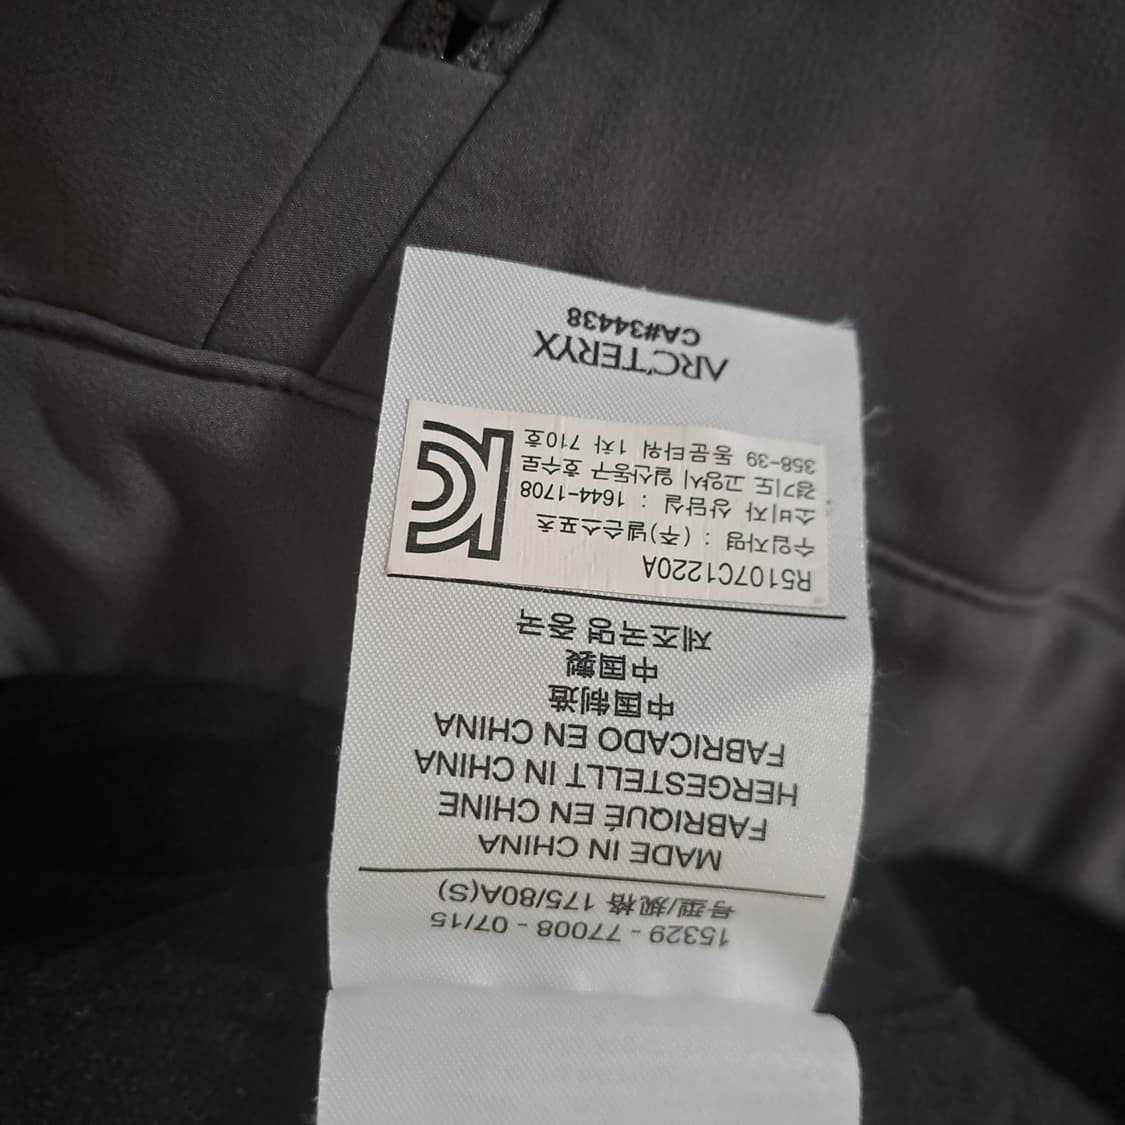 15329 - 77008 - 07/15
号型/规格 175/80A(S)
MADE IN CHINA
FABRIQUÉ EN CHINE
HERGESTELLT IN CHINA
FABRICADO EN CHINA
中国制造
中国製
제조국명 중국
R5107C1220A
수입자명 : (주)넬슨스포츠
소비자 상담실 : 1644-1708
경기도 고양시 일산동구 호수로
358-39 동문타워 1차 710호
ARC'TERYX
CA#34438